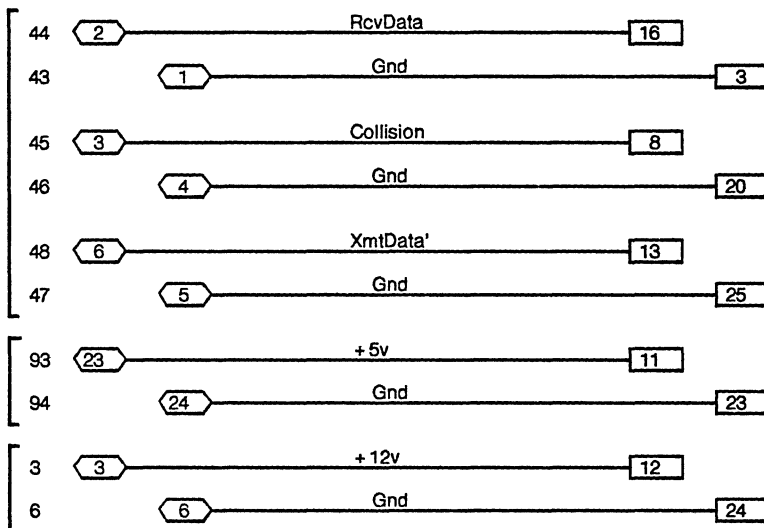 44 2 RcvData 16
43 1 Gnd 3
45 3 Collision 8
46 4 Gnd 20
48 6 XmtData' 13
47 5 Gnd 25
93 23 +5v 11
94 24 Gnd 23
3 3 +12v 12
6 6 Gnd 24